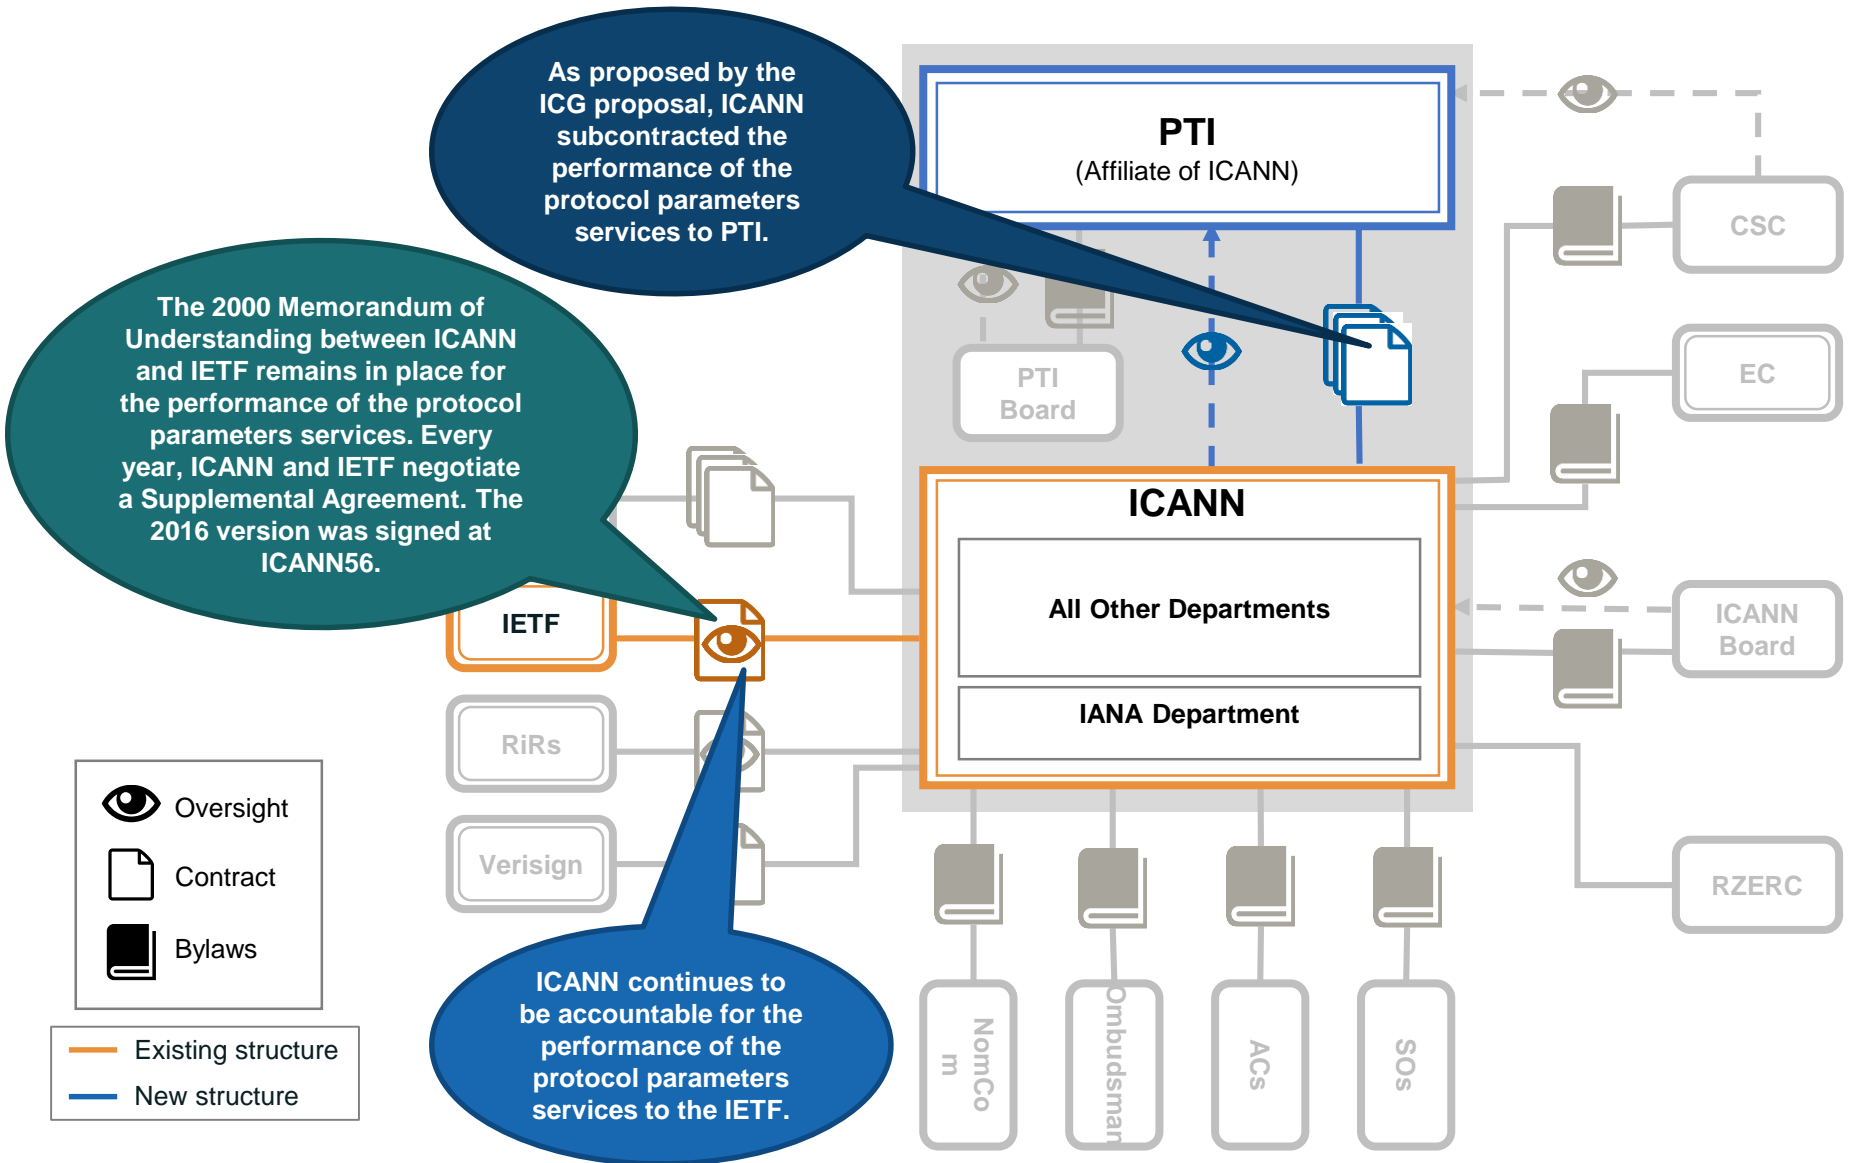 As proposed by the
ICG proposal, ICANN
subcontracted the
performance of the
protocol parameters
services to PTI.
PTI
(Affiliate of ICANN)
CSC
The 2000 Memorandum of
Understanding between ICANN
and IETF remains in place for
the performance of the protocol
parameters services. Every
year, ICANN and IETF negotiate
a Supplemental Agreement. The
2016 version was signed at
ICANN56.
PTI
Board
EC
ICANN
All Other Departments
IANA Department
IETF
ICANN
Board
RiRs
Verisign
RZERC
Oversight
Contract
Bylaws
Existing structure
New structure
ICANN continues to
be accountable for the
performance of the
protocol parameters
services to the IETF.
NomCo
m
Ombudsman
ACs
SOs